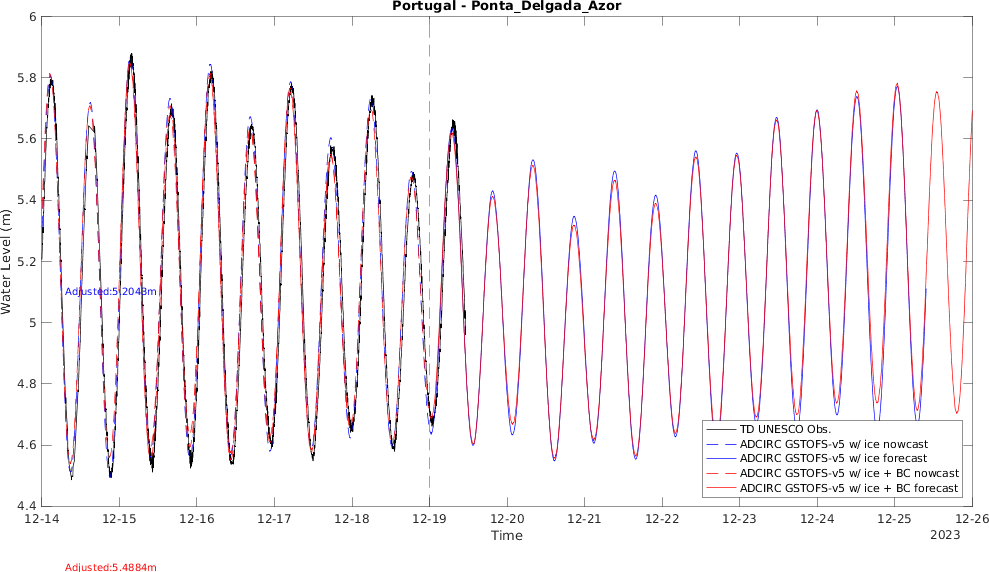 Portugal - Ponta_Delgada_Azor
6
5.8
5.6
5.4
5.2
5
4.8
4.6
4.4
Water Level (m)
Adjusted:5.2043m
TD UNESCO Obs.
ADCIRC GSTOFS-v5 w/ ice nowcast
ADCIRC GSTOFS-v5 w/ ice forecast
ADCIRC GSTOFS-v5 w/ ice + BC nowcast
ADCIRC GSTOFS-v5 w/ ice + BC forecast
12-14 12-15 12-16 12-17 12-18 12-19 12-20 12-21 12-22 12-23 12-24 12-25 12-26
Time
2023
Adjusted:5.4884m